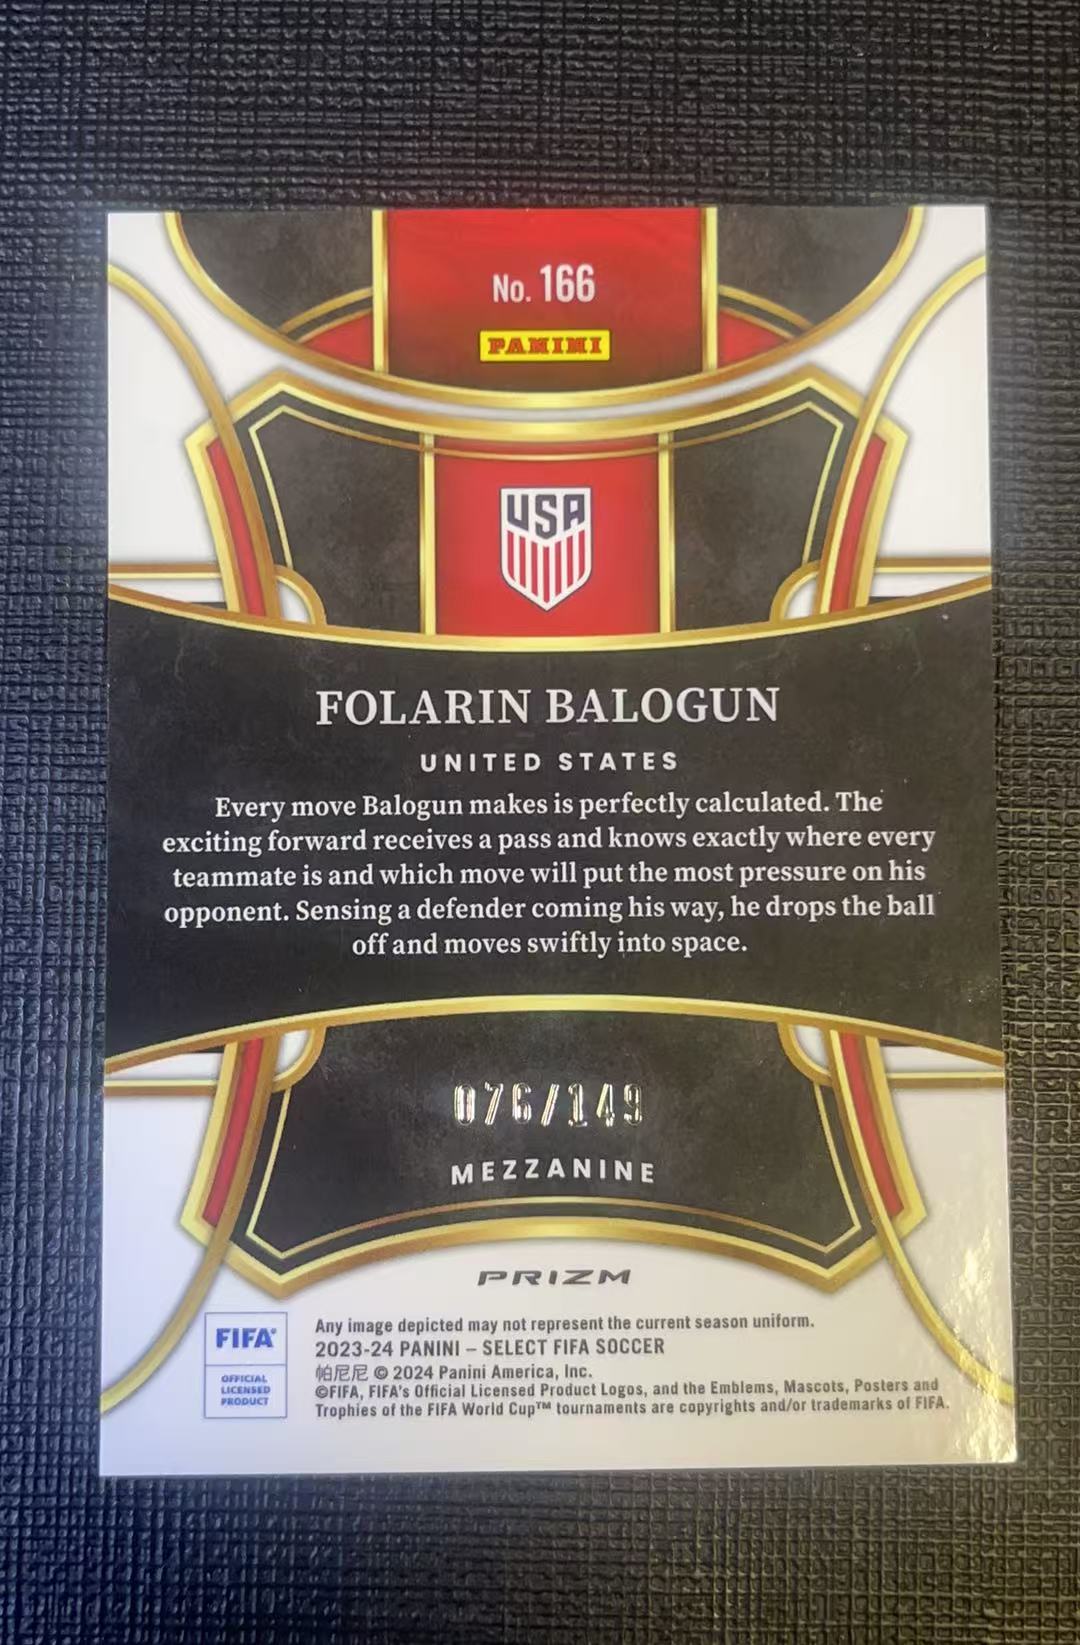 No. 166
PANINI
USA
FOLARIN BALOGUN
UNITED STATES
Every move Balogun makes is perfectly calculated. The
exciting forward receives a pass and knows exactly where every
teammate is and which move will put the most pressure on his
opponent. Sensing a defender coming his way, he drops the ball
off and moves swiftly into space.
076/149
MEZZANINE
PRIZM
FIFA®
OFFICIAL
LICENSED
PRODUCT
Any image depicted may not represent the current season uniform.
2023-24 PANINI – SELECT FIFA SOCCER
帕尼尼 © 2024 Panini America, Inc.
©FIFA, FIFA's Official Licensed Product Logos, and the Emblems, Mascots, Posters and
Trophies of the FIFA World Cup™ tournaments are copyrights and/or trademarks of FIFA.